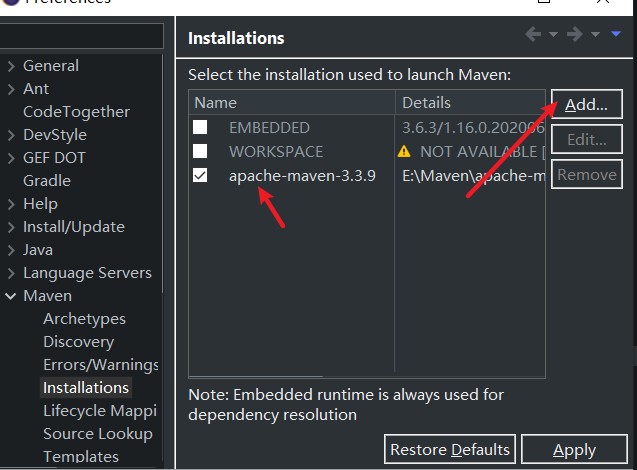 Preferences
Installations
Select the installation used to launch Maven:
Name Details
EMBEDDED 3.6.3/1.16.0.20200
WORKSPACE NOT AVAILABLE [
apache-maven-3.3.9 E:\Maven\apache-m
Add...
Edit...
Remove
General
Ant
CodeTogether
DevStyle
GEF DOT
Gradle
Help
Install/Update
Java
Language Servers
Maven
Archetypes
Discovery
Errors/Warnings
Installations
Lifecycle Mappi
Source Lookup
Templates
Note: Embedded runtime is always used for
dependency resolution
Restore Defaults
Apply